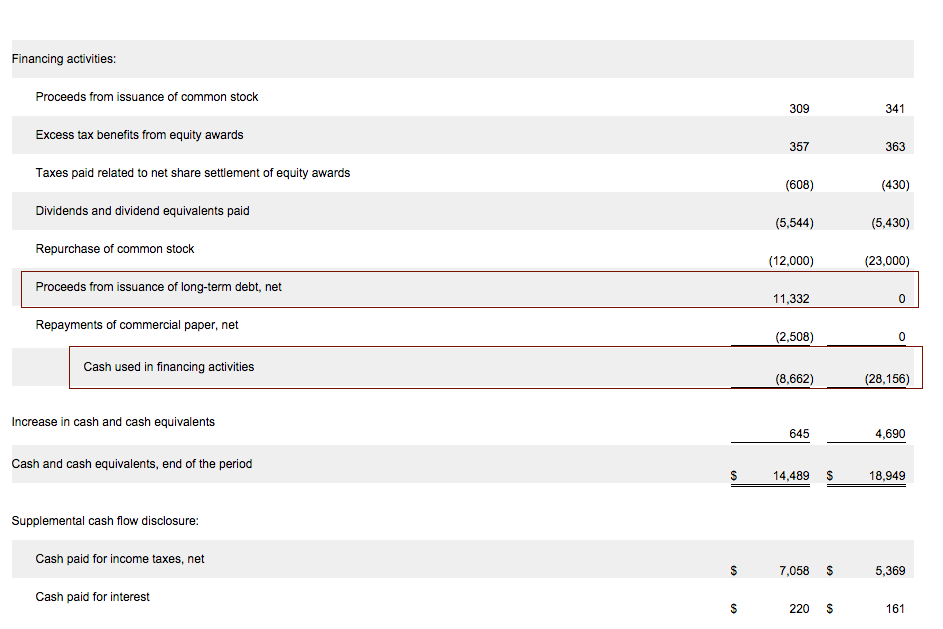 Financing activities:
Proceeds from issuance of common stock 309 341
Excess tax benefits from equity awards 357 363
Taxes paid related to net share settlement of equity awards (608) (430)
Dividends and dividend equivalents paid (5,544) (5,430)
Repurchase of common stock (12,000) (23,000)
Proceeds from issuance of long-term debt, net 11,332 0
Repayments of commercial paper, net (2,508) 0
Cash used in financing activities (8,662) (28,156)
Increase in cash and cash equivalents 645 4,690
Cash and cash equivalents, end of the period $ 14,489 $ 18,949
Supplemental cash flow disclosure:
Cash paid for income taxes, net $ 7,058 $ 5,369
Cash paid for interest $ 220 $ 161